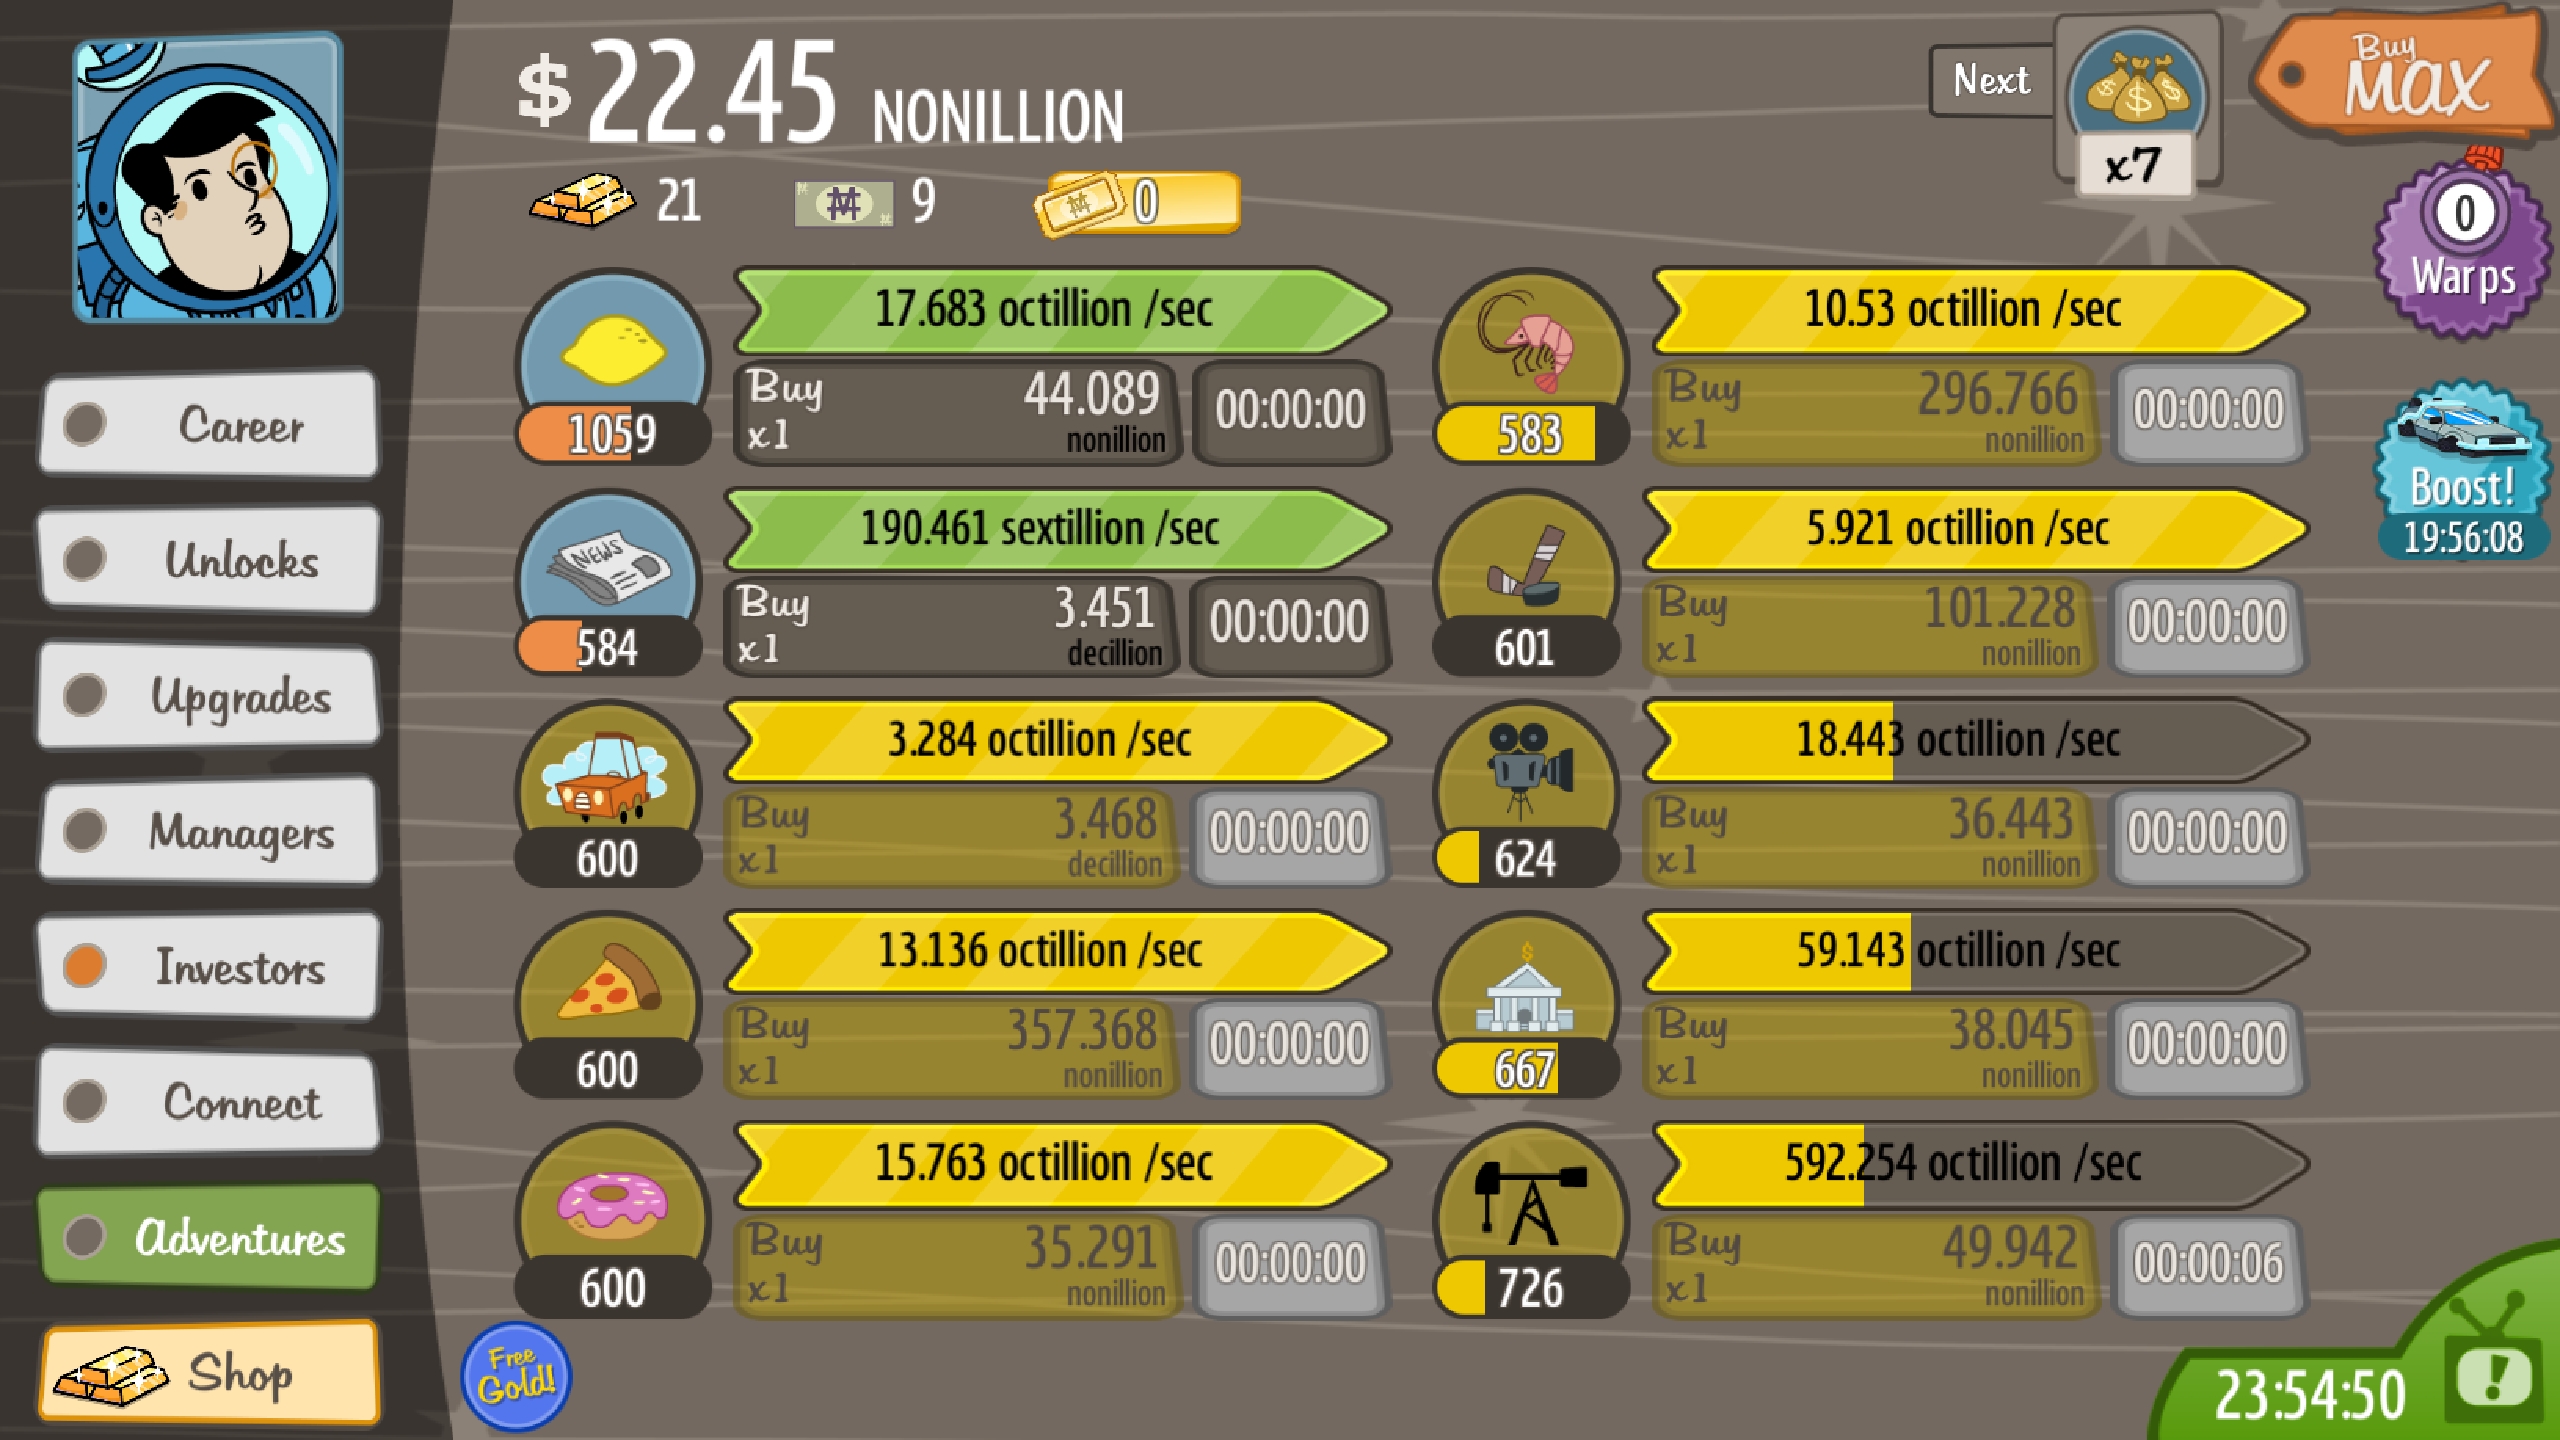 $22.45 NONILLION
Next
x7
Buy
MAX
21
9
0
0
Warps
Boost!
19:56:08
Career
Unlocks
Upgrades
Managers
Investors
Connect
Adventures
Shop
17.683 octillion /sec
1059
Buy
x1
44.089
nonillion
00:00:00
10.53 octillion /sec
583
Buy
x1
296.766
nonillion
00:00:00
190.461 sextillion /sec
NEWS
584
Buy
x1
3.451
decillion
00:00:00
5.921 octillion /sec
601
Buy
x1
101.228
nonillion
00:00:00
3.284 octillion /sec
600
Buy
x1
3.468
decillion
00:00:00
18.443 octillion /sec
624
Buy
x1
36.443
nonillion
00:00:00
13.136 octillion /sec
600
Buy
x1
357.368
nonillion
00:00:00
59.143 octillion /sec
667
Buy
x1
38.045
nonillion
00:00:00
15.763 octillion /sec
600
Buy
x1
35.291
nonillion
00:00:00
592.254 octillion /sec
726
Buy
x1
49.942
nonillion
00:00:06
Free
Gold!
23:54:50